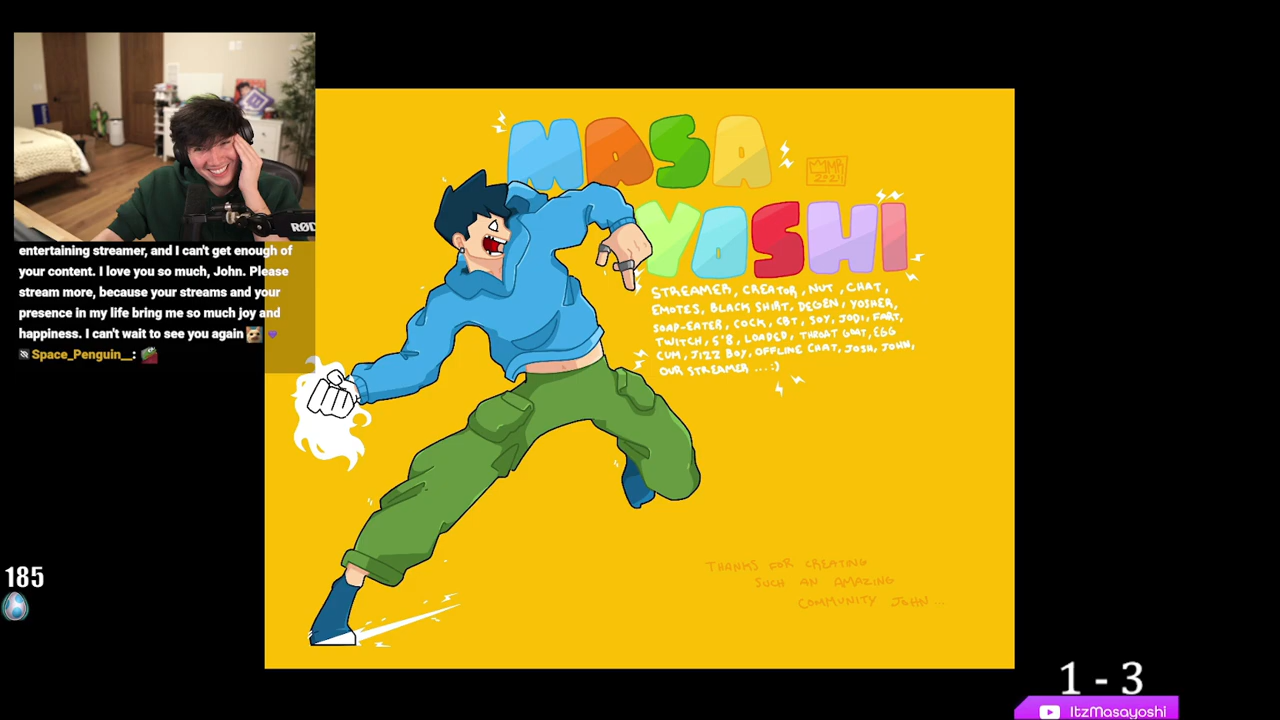 MASA
MR
2021
YOSHI
STREAMER, CREATOR, NUT, CHAT,
EMOTES, BLACK SHIRT, DEGEN, YOSHER,
SOAP-EATER, COCK, CBT, SOY, JODI, FART,
TWITCH, 5'8, LOADED, THROAT GOAT, EGG
CUM, JIZZ BOY, OFFLINE CHAT, JOSH, JOHN,
OUR STREAMER ....:)
RØD
entertaining streamer, and I can't get enough of
your content. I love you so much, John. Please
stream more, because your streams and your
presence in my life bring me so much joy and
happiness. I can't wait to see you again
Space_Penguin__:
THANKS FOR CREATING
SUCH AN AMAZING
COMMUNITY JOHN...
185
1 - 3
ItzMasayoshi